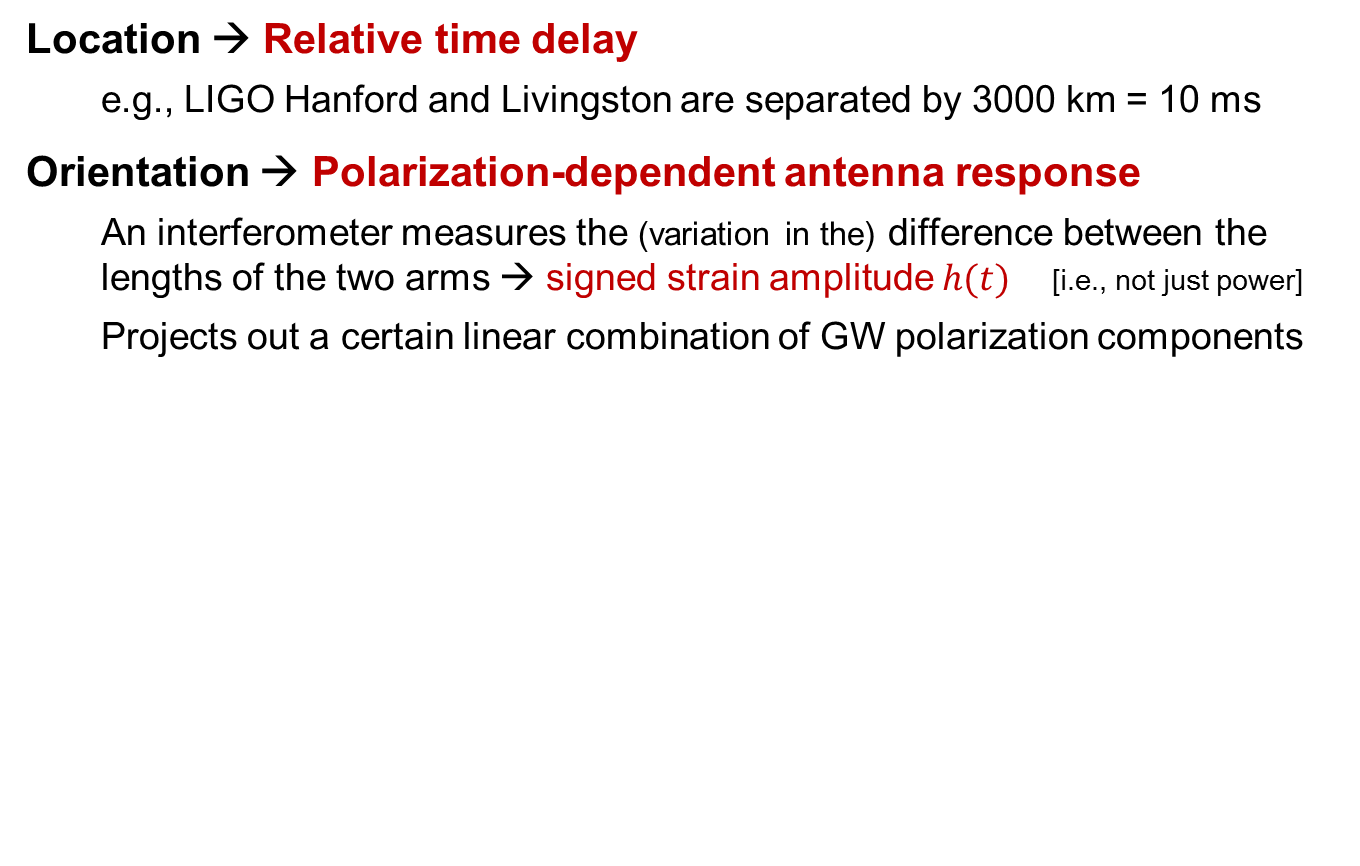 Location → Relative time delay
e.g., LIGO Hanford and Livingston are separated by 3000 km = 10 ms
Orientation → Polarization-dependent antenna response
An interferometer measures the (variation in the) difference between the
lengths of the two arms → signed strain amplitude h(t) [i.e., not just power]
Projects out a certain linear combination of GW polarization components